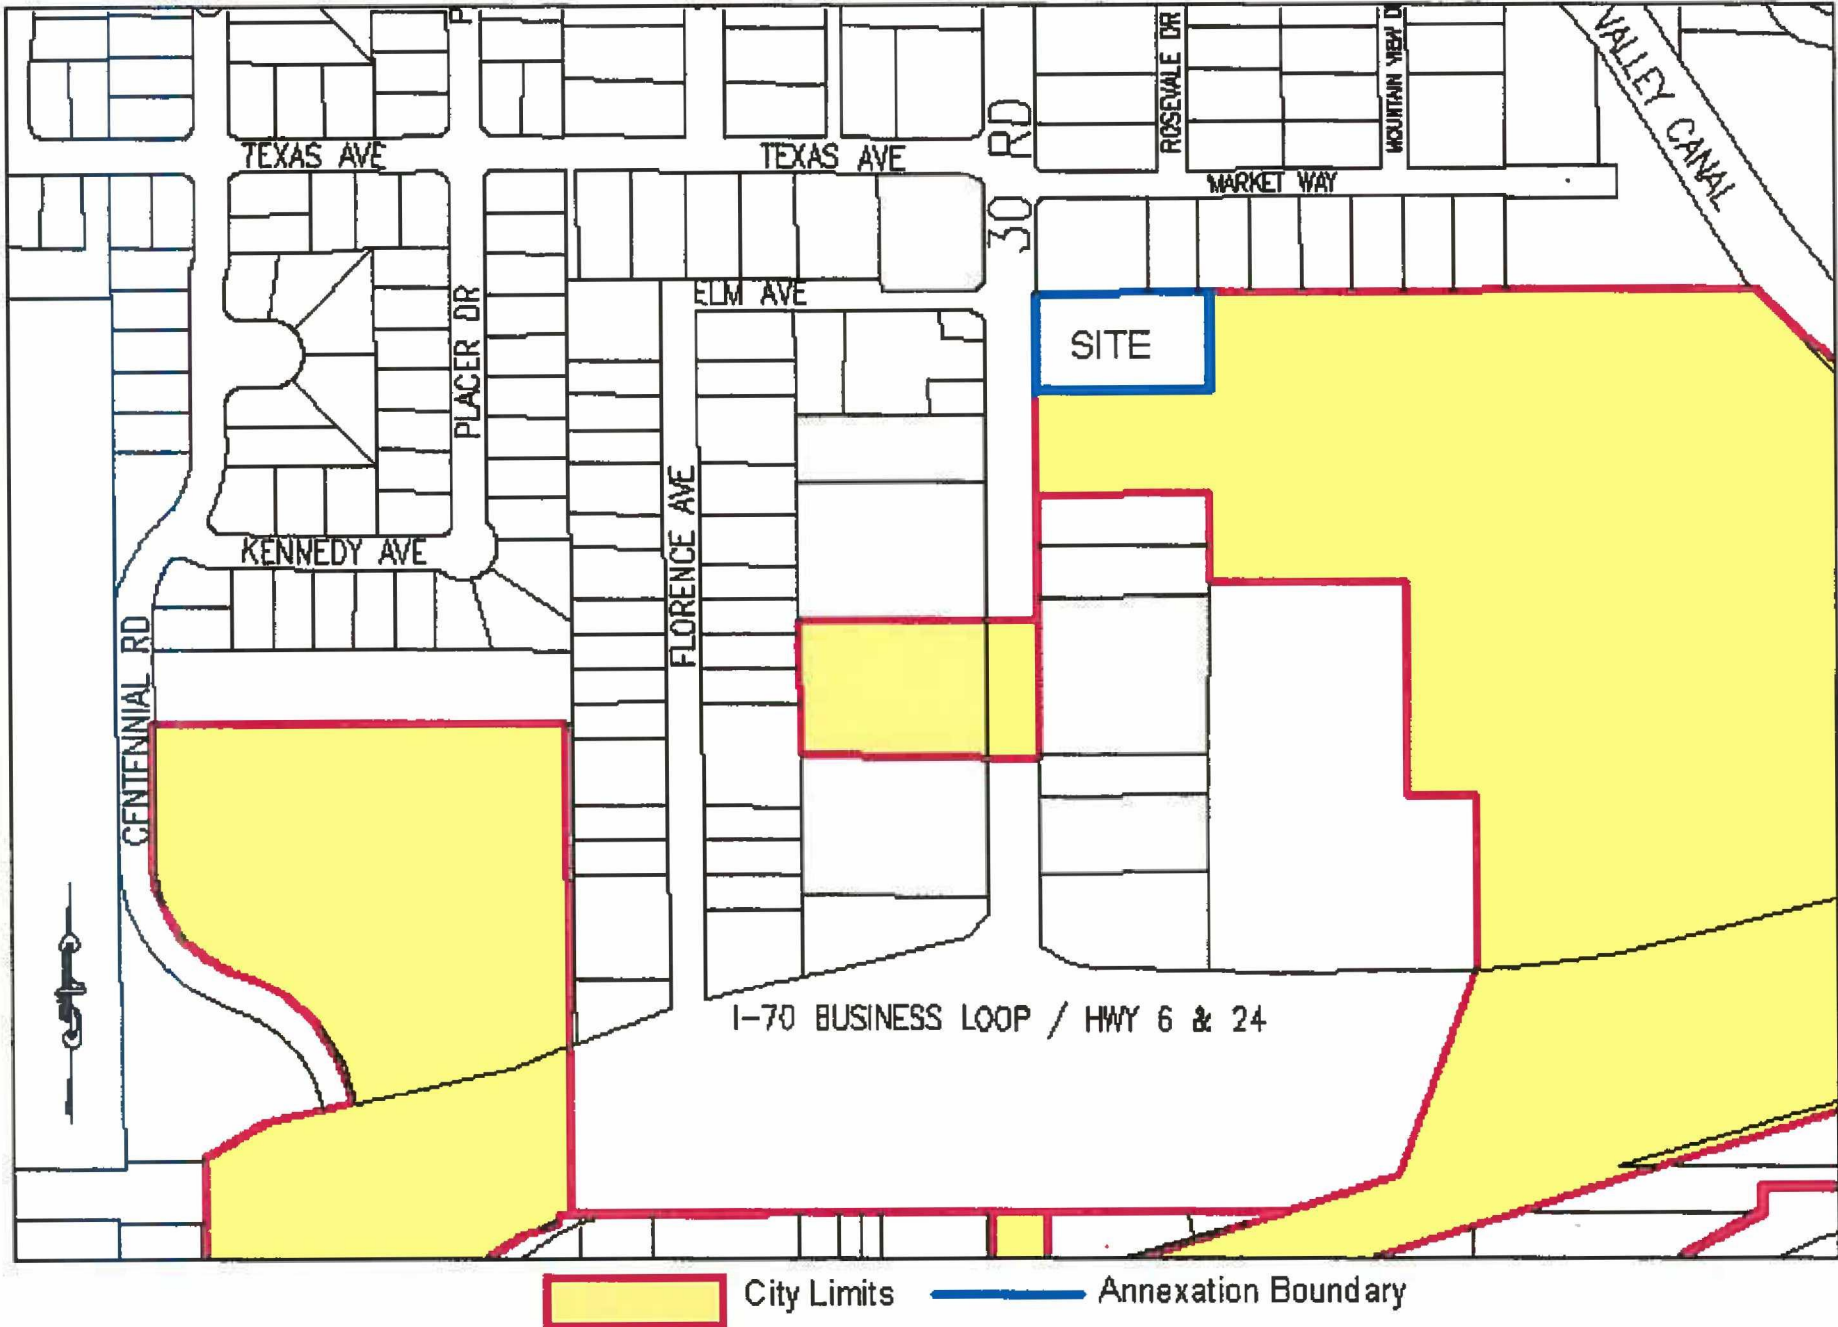 VALLEY CANAL
ROSEVALE DR
MOUNTAIN VIEW D
P
TEXAS AVE
TEXAS AVE
30 RD
MARKET WAY
ELM AVE
SITE
PLACER DR
FLORENCE AVE
KENNEDY AVE
CENTENNIAL RD
I-70 BUSINESS LOOP / HWY 6 & 24
City Limits
Annexation Boundary